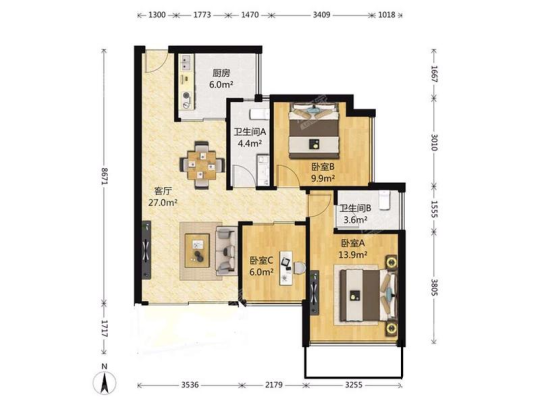 1300 1773 1470 3409 1018
厨房
6.0m²
1667
卫生间A
4.4m²
卧室B
9.9m²
3010
8671
客厅
27.0m²
卫生间B
3.6m²
1555
卧室C
6.0m²
卧室A
13.9m²
3805
1717
N
3536 2179 3255